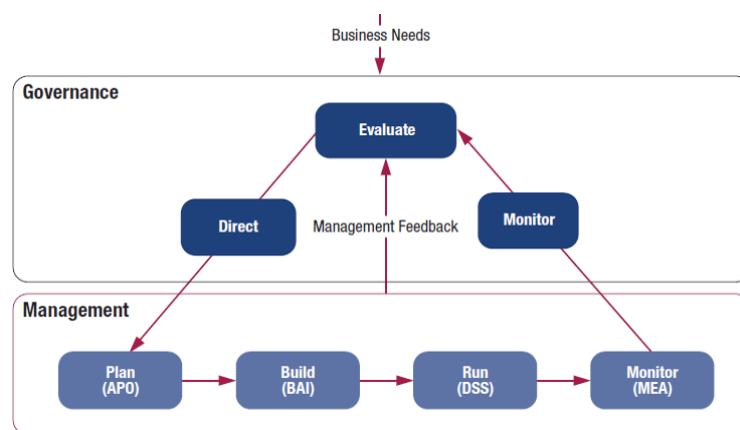 Business Needs
Governance
Evaluate
Direct
Management Feedback
Monitor
Management
Plan
(APO)
Build
(BAI)
Run
(DSS)
Monitor
(MEA)